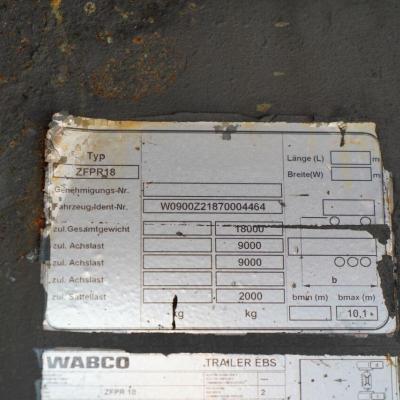 Typ
ZFPR18
Länge (L) m
Breite(W) m
Genehmigungs-Nr.
Fahrzeug-Ident-Nr. W0900Z21870004464
zul.Gesamtgewicht 18000
zul. Achslast 9000
zul. Achslast 9000
zul. Achslast b
zul. Sattellast 2000 bmin (m) bmax (m)
kg kg 10,1
WABCO TRAILER EBS
ZFPR 18 2